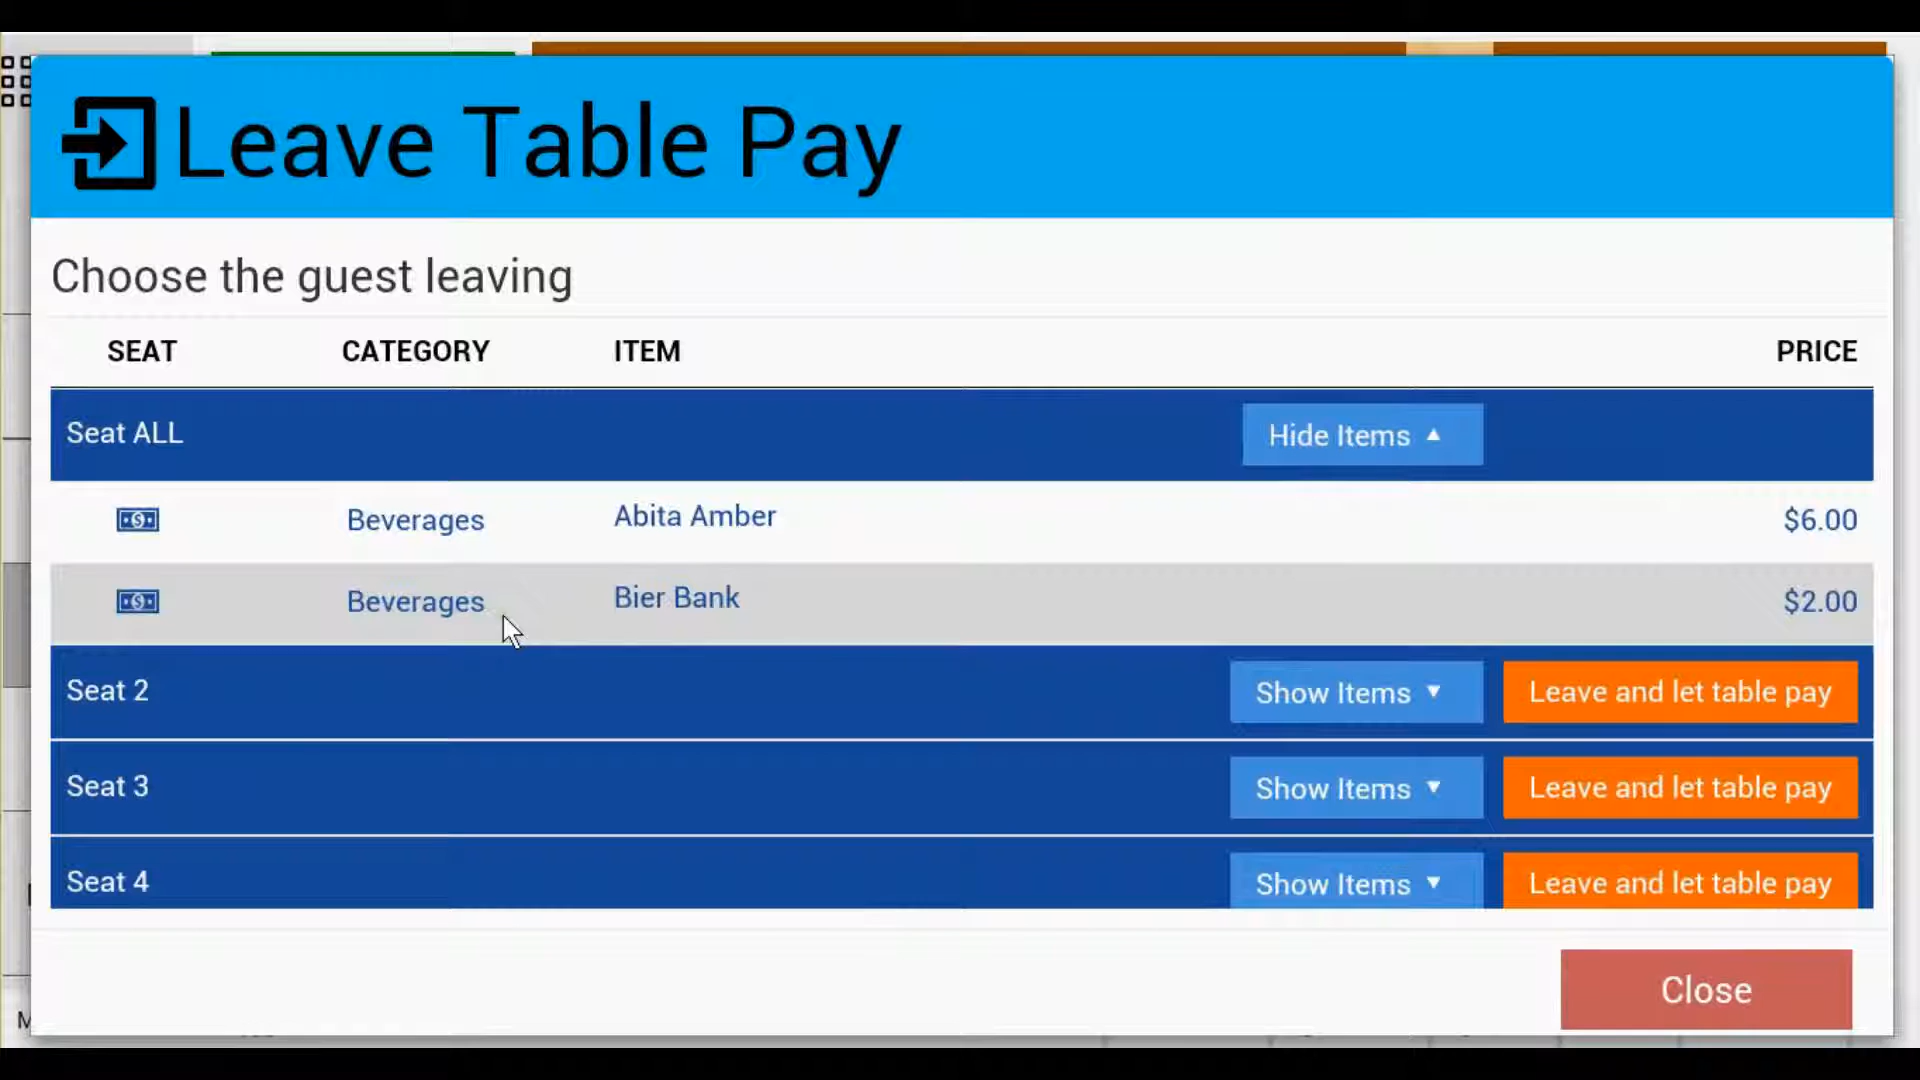 Leave Table Pay
Choose the guest leaving
SEAT CATEGORY ITEM PRICE
Seat ALL Hide Items ▲
Beverages Abita Amber $6.00
Beverages Bier Bank $2.00
Seat 2 Show Items ▼ Leave and let table pay
Seat 3 Show Items ▼ Leave and let table pay
Seat 4 Show Items ▼ Leave and let table pay
Close